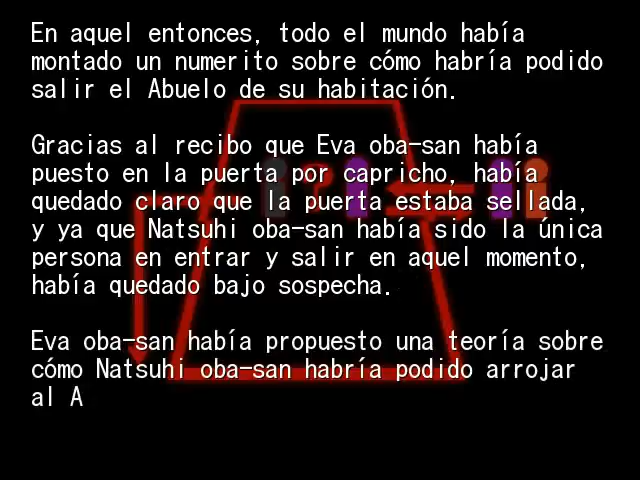 En aquel entonces, todo el mundo había
montado un numerito sobre cómo habría podido
salir el Abuelo de su habitación.
Gracias al recibo que Eva oba-san había
puesto en la puerta por capricho, había
quedado claro que la puerta estaba sellada,
y ya que Natsuhi oba-san había sido la única
persona en entrar y salir en aquel momento,
había quedado bajo sospecha.
Eva oba-san había propuesto una teoría sobre
cómo Natsuhi oba-san habría podido arrojar
al A